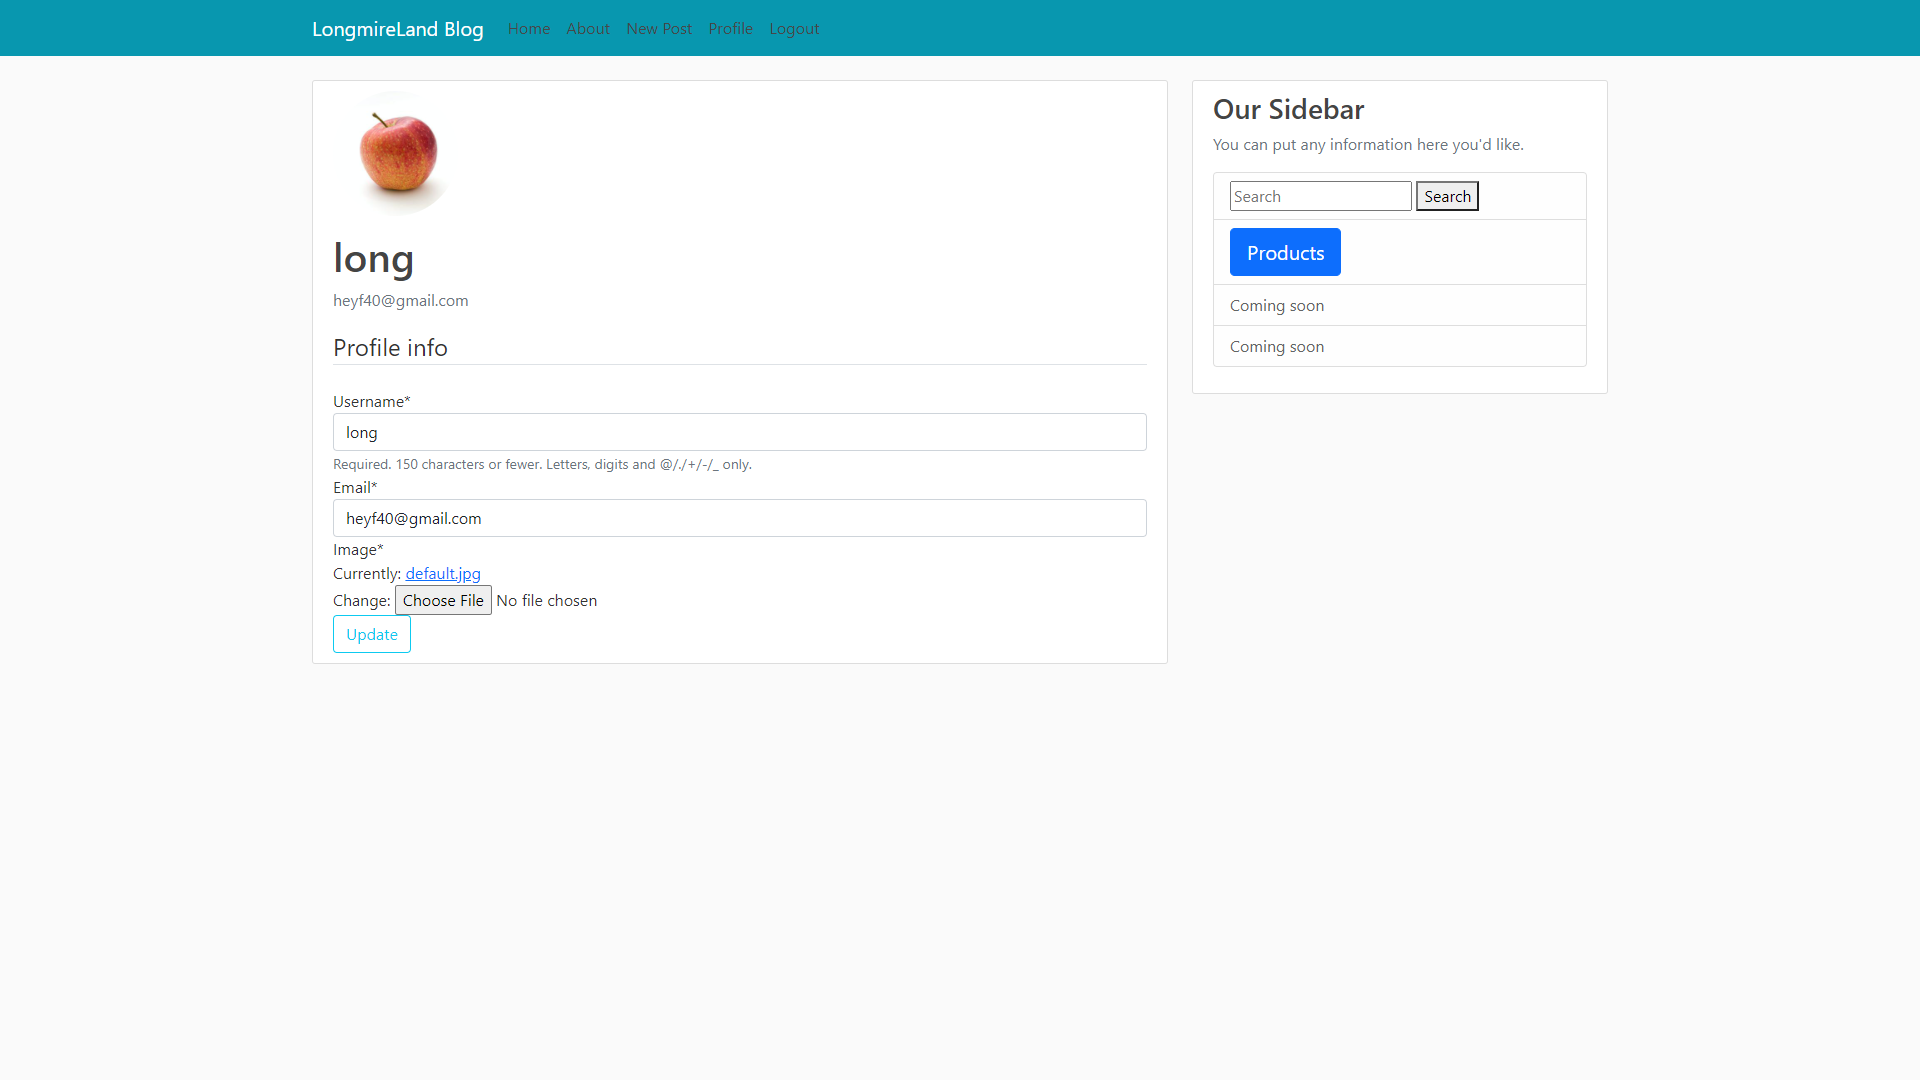 LongmireLand Blog Home About New Post Profile Logout
long
heyf40@gmail.com
Profile info
Username*
long
Required. 150 characters or fewer. Letters, digits and @/./+/-/_ only.
Email*
heyf40@gmail.com
Image*
Currently: default.jpg
Change: Choose File No file chosen
Update
Our Sidebar
You can put any information here you'd like.
Search Search
Products
Coming soon
Coming soon